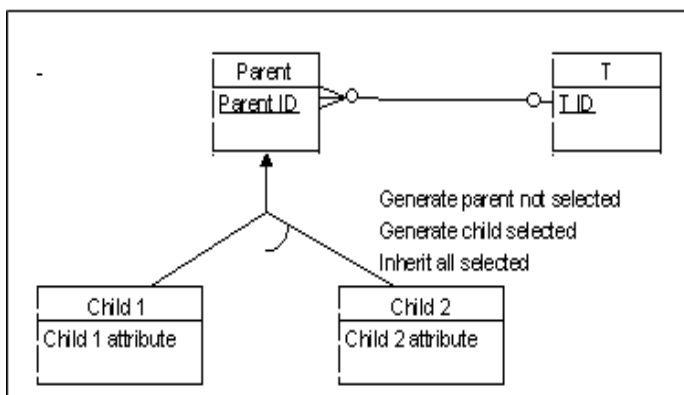 -
Parent
T
Parent ID
T ID
Generate parent not selected
Generate child selected
Inherit all selected
Child 1
Child 2
Child 1 attribute
Child 2 attribute